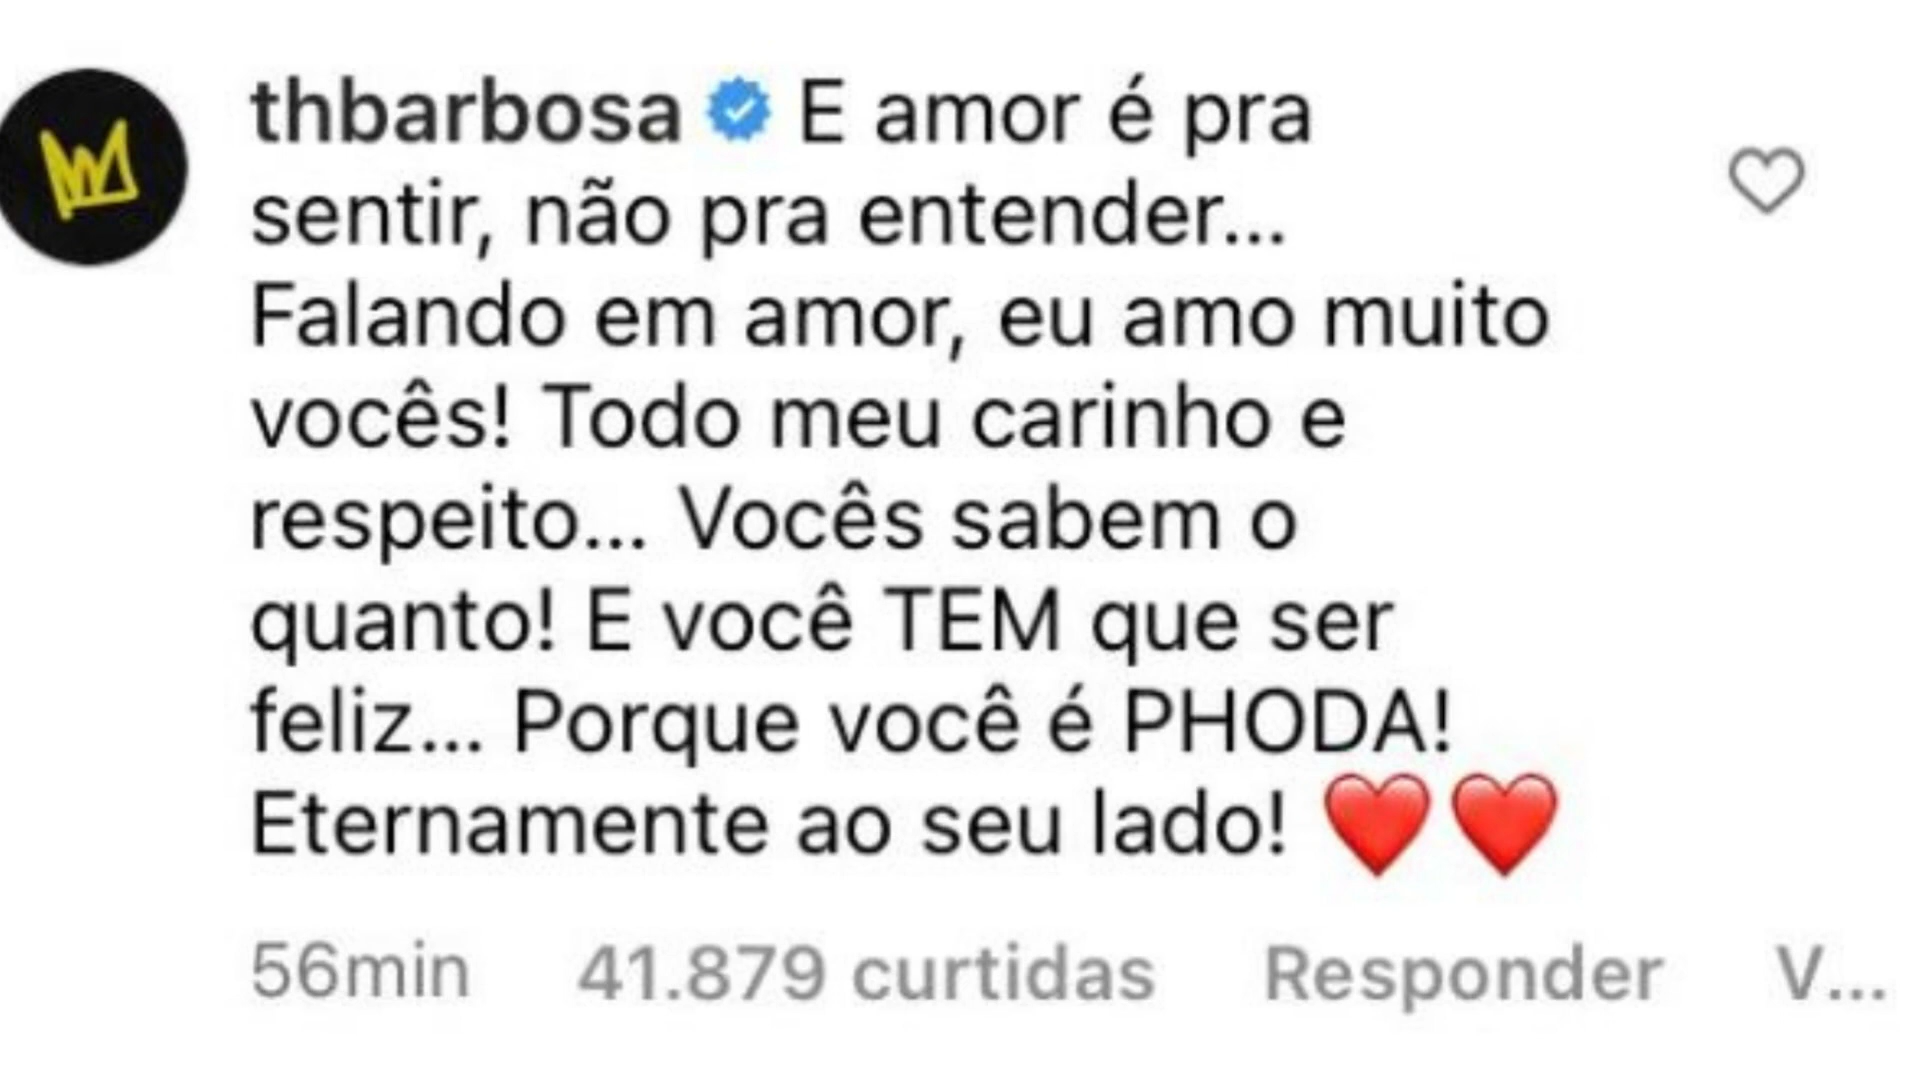 thbarbosa E amor é pra
sentir, não pra entender...
Falando em amor, eu amo muito
vocês! Todo meu carinho e
respeito... Vocês sabem o
quanto! E você TEM que ser
feliz... Porque você é PHODA!
Eternamente ao seu lado! ❤️❤️
56min 41.879 curtidas Responder V...